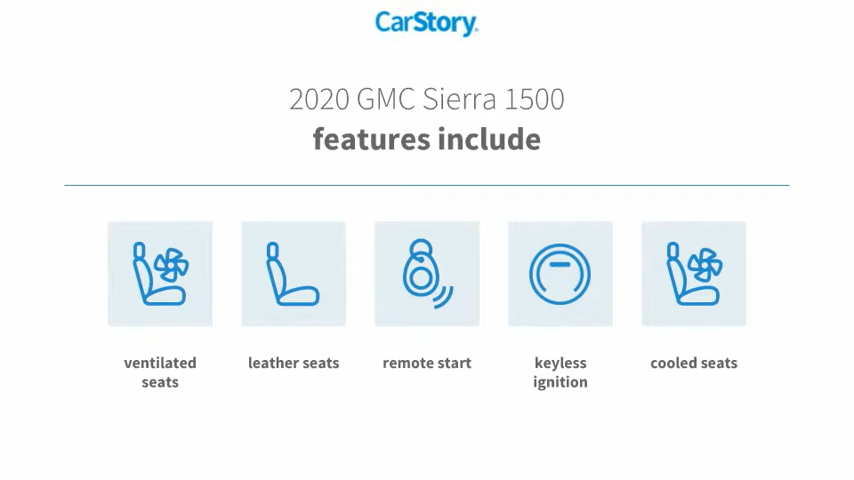 CarStory
2020 GMC Sierra 1500
features include
ventilated
seats
leather seats
remote start
keyless
ignition
cooled seats